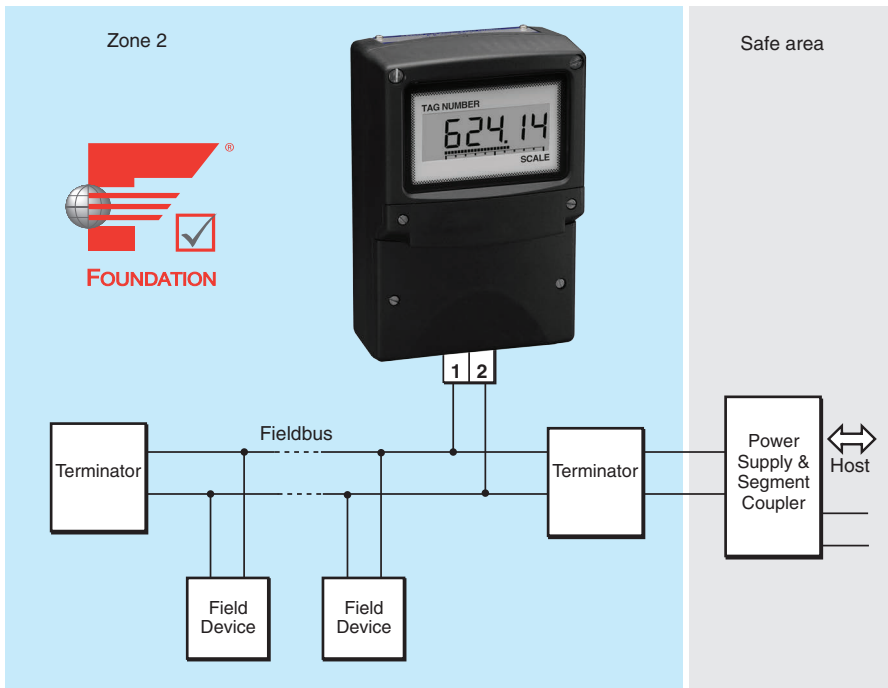 Zone 2
Safe area
TAG NUMBER
624.14
SCALE
®
FOUNDATION
1 2
Fieldbus
Terminator
Terminator
Power
Supply &
Segment
Coupler
Host
Field
Device
Field
Device